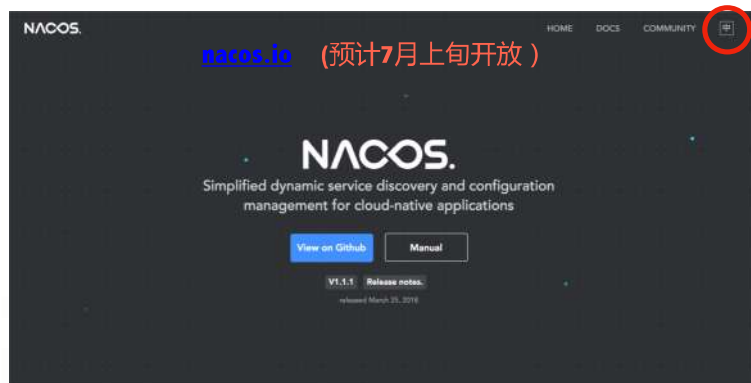 NACOS.
HOME DOCS COMMUNITY 中
nacos.io (预计7月上旬开放）
NACOS.
Simplified dynamic service discovery and configuration
management for cloud-native applications
View on Github Manual
V1.1.1 Release notes.
released March 25, 2018